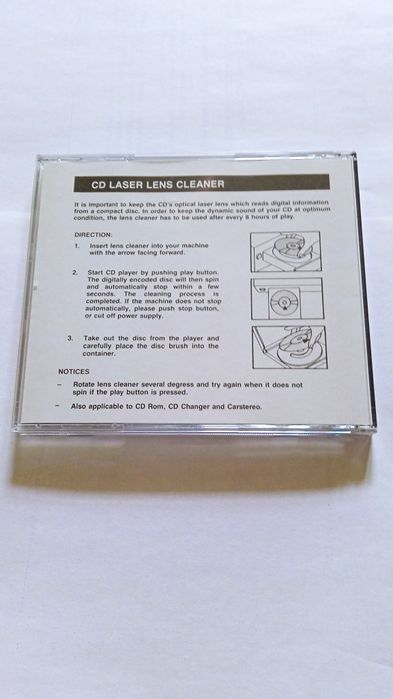 CD LASER LENS CLEANER
It is important to keep the CD's optical laser lens which reads digital information
from a compact disc. In order to keep the dynamic sound of your CD at optimum
condition, the lens cleaner has to be used after every 8 hours of play.
DIRECTION:
1. Insert lens cleaner into your machine
with the arrow facing forward.
2. Start CD player by pushing play button.
The digitally encoded disc will then spin
and automatically stop within a few
seconds. The cleaning process is
completed. If the machine does not stop
automatically, please push stop button,
or cut off power supply.
3. Take out the disc from the player and
carefully place the disc brush into the
container.
NOTICES
– Rotate lens cleaner several degress and try again when it does not
spin if the play button is pressed.
– Also applicable to CD Rom, CD Changer and Carstereo.